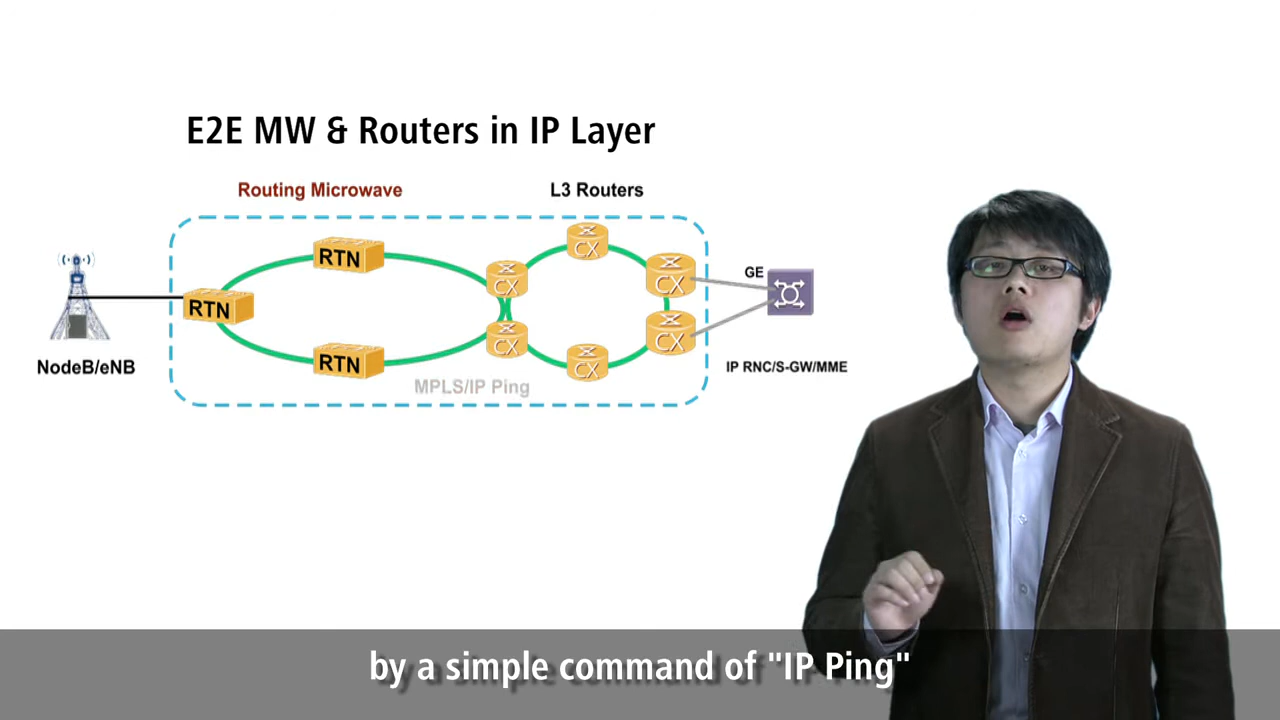 E2E MW & Routers in IP Layer
Routing Microwave
L3 Routers
RTN
CX
CX
CX
GE
RTN
RTN
CX
CX
CX
NodeB/eNB
MPLS/IP Ping
IP RNC/S-GW/MME
by a simple command of "IP Ping"